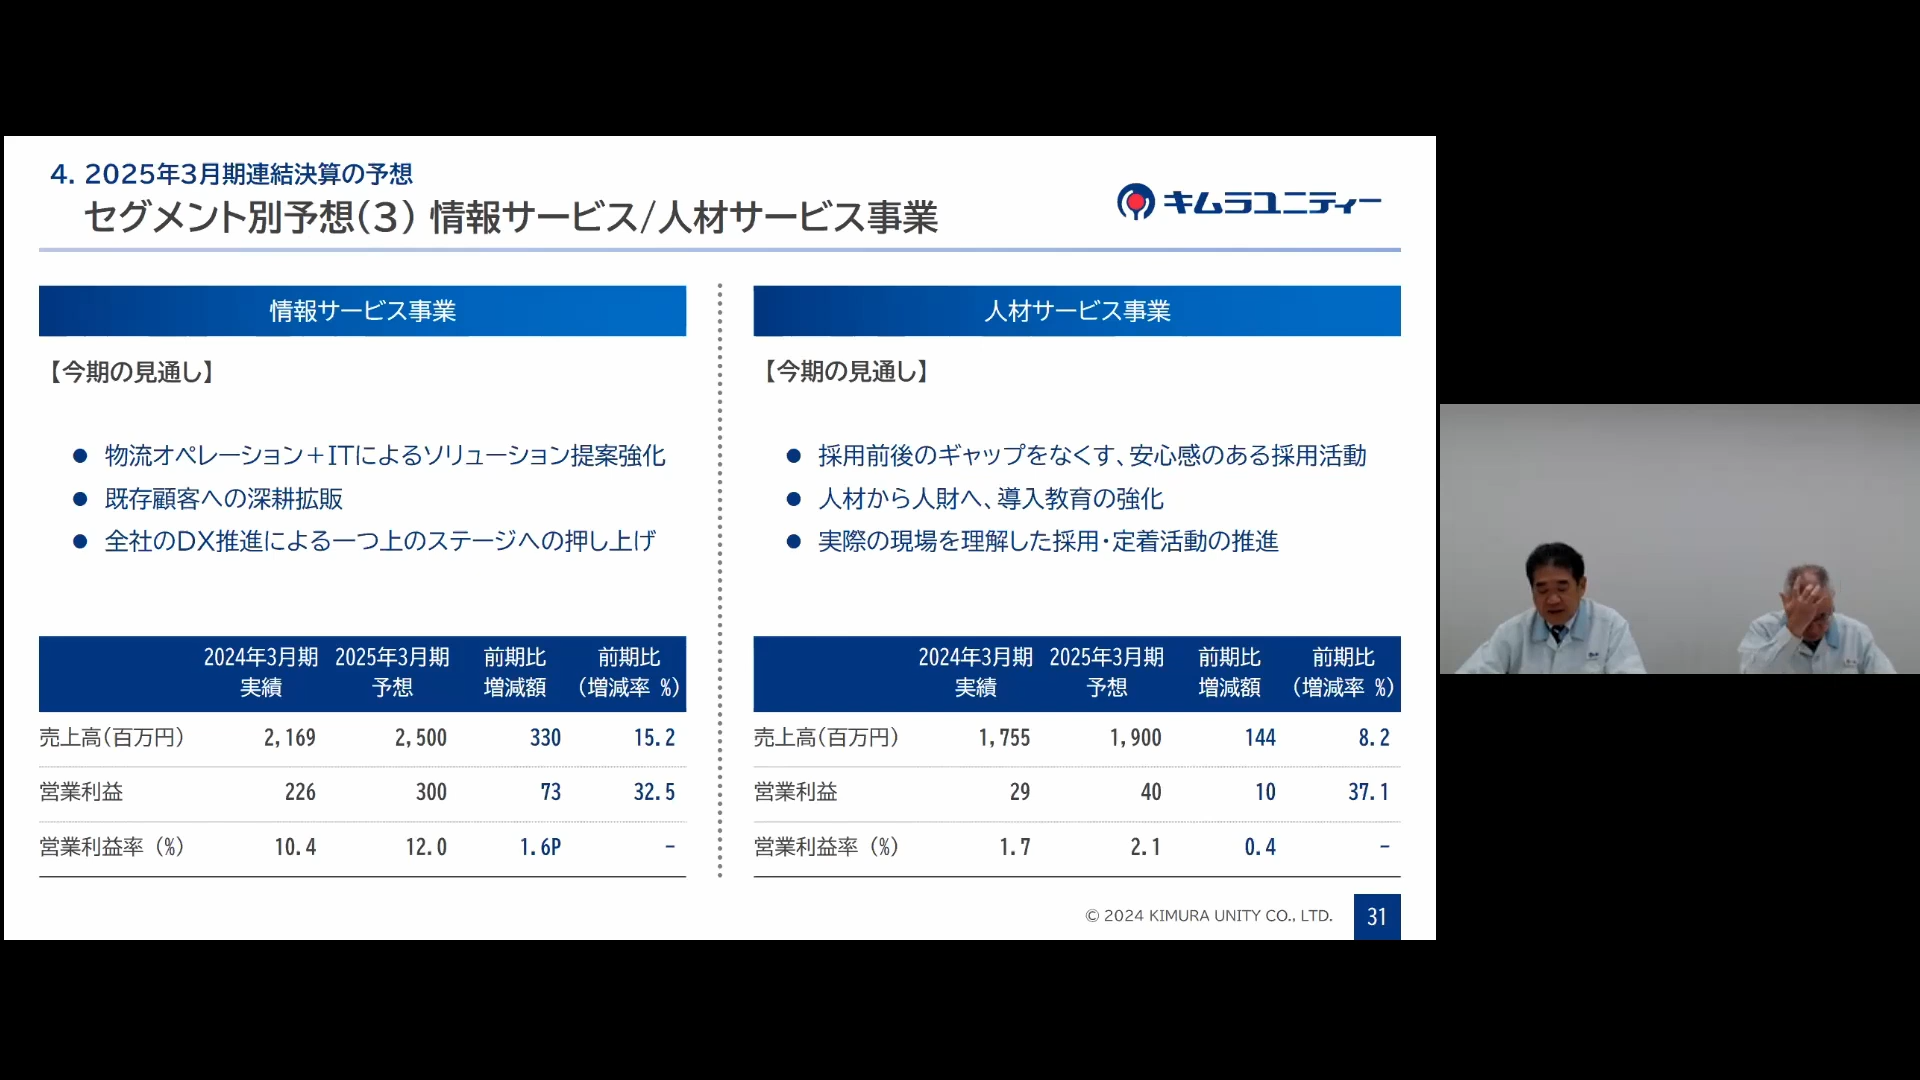 4. 2025年3月期連結決算の予想
セグメント別予想(3) 情報サービス/人材サービス事業
キムラユニティー
情報サービス事業
【今期の見通し】
● 物流オペレーション＋ITによるソリューション提案強化
● 既存顧客への深耕拡販
● 全社のDX推進による一つ上のステージへの押し上げ
2024年3月期 2025年3月期 前期比 前期比
実績 予想 増減額 (増減率 %)
売上高(百万円) 2,169 2,500 330 15.2
営業利益 226 300 73 32.5
営業利益率 (%) 10.4 12.0 1.6P -
人材サービス事業
【今期の見通し】
● 採用前後のギャップをなくす、安心感のある採用活動
● 人材から人財へ、導入教育の強化
● 実際の現場を理解した採用・定着活動の推進
2024年3月期 2025年3月期 前期比 前期比
実績 予想 増減額 (増減率 %)
売上高(百万円) 1,755 1,900 144 8.2
営業利益 29 40 10 37.1
営業利益率 (%) 1.7 2.1 0.4 -
© 2024 KIMURA UNITY CO., LTD.
31